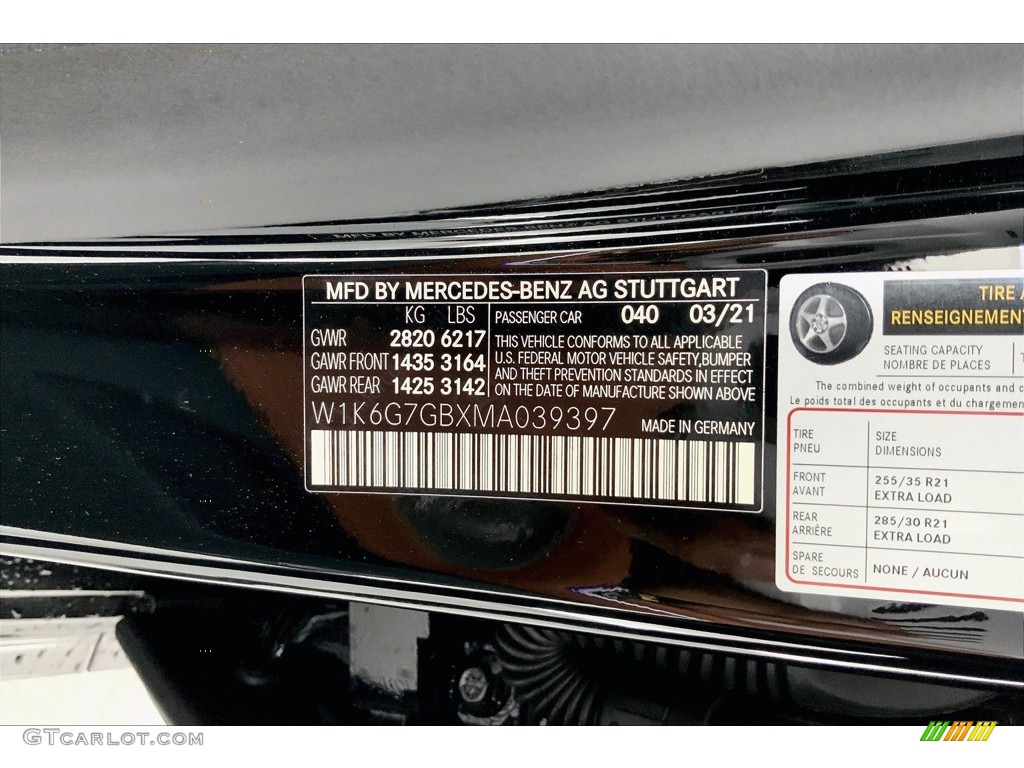 MFD BY MERCEDES-BENZ AG STUTTGART
KG LBS
GVWR 2820 6217
GAWR FRONT 1435 3164
GAWR REAR 1425 3142
PASSENGER CAR 040 03/21
THIS VEHICLE CONFORMS TO ALL APPLICABLE
U.S. FEDERAL MOTOR VEHICLE SAFETY,BUMPER
AND THEFT PREVENTION STANDARDS IN EFFECT
ON THE DATE OF MANUFACTURE SHOWN ABOVE
W1K6G7GBXMA039397 MADE IN GERMANY
TIRE
RENSEIGNEMENT
SEATING CAPACITY
NOMBRE DE PLACES
The combined weight of occupants and
Le poids total des occupants et du
TIRE
PNEU
SIZE
DIMENSIONS
FRONT
AVANT
255/35 R21
EXTRA LOAD
REAR
ARRIÈRE
285/30 R21
EXTRA LOAD
SPARE
DE SECOURS
NONE / AUCUN
GTcarlot.com